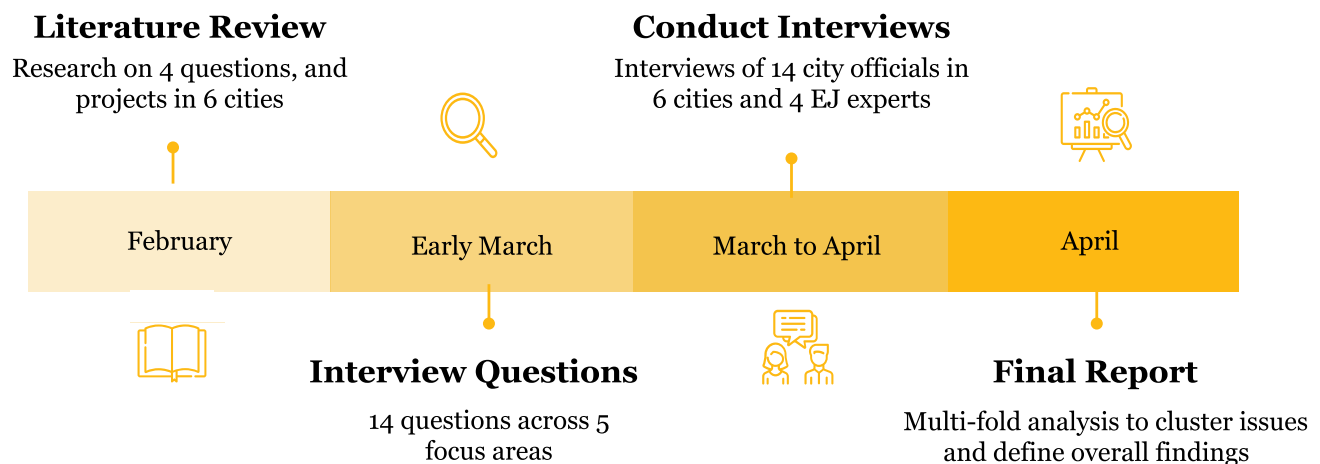 Literature Review
Research on 4 questions, and
projects in 6 cities
Conduct Interviews
Interviews of 14 city officials in
6 cities and 4 EJ experts
February
Early March
March to April
April
Interview Questions
14 questions across 5
focus areas
Final Report
Multi-fold analysis to cluster issues
and define overall findings